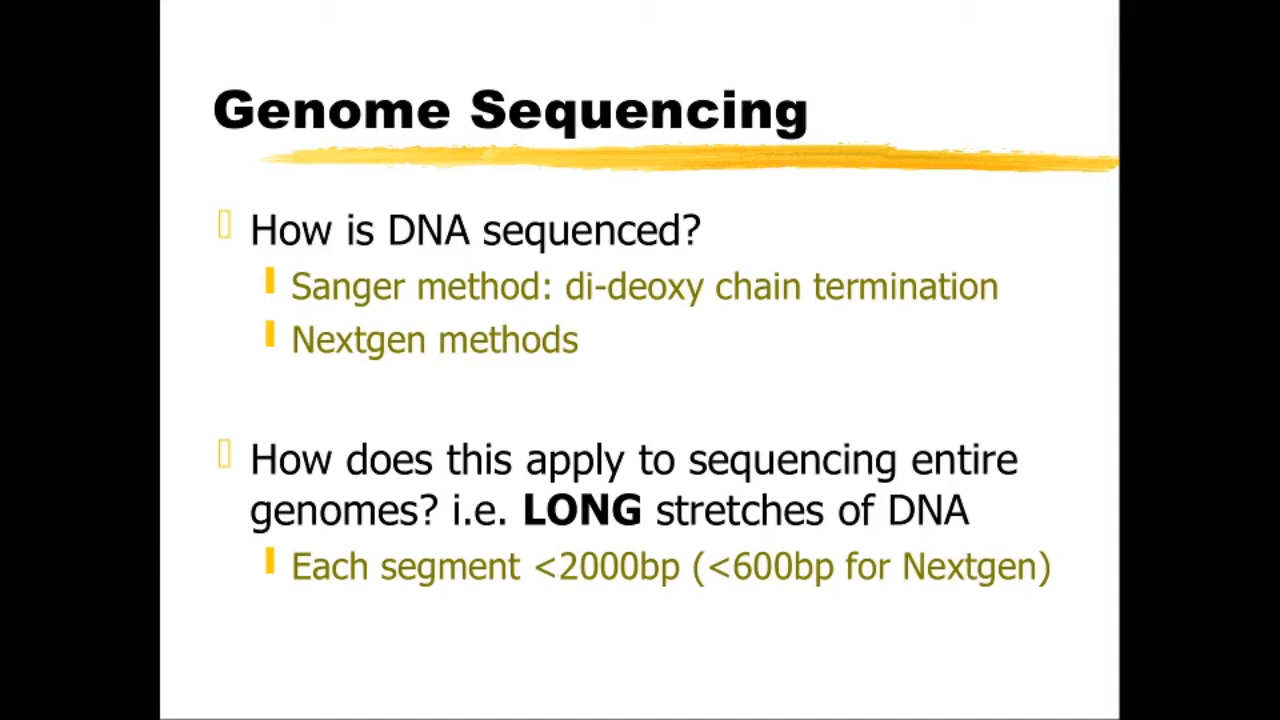 Genome Sequencing
How is DNA sequenced?
Sanger method: di-deoxy chain termination
Nextgen methods
How does this apply to sequencing entire
genomes? i.e. LONG stretches of DNA
Each segment <2000bp (<600bp for Nextgen)